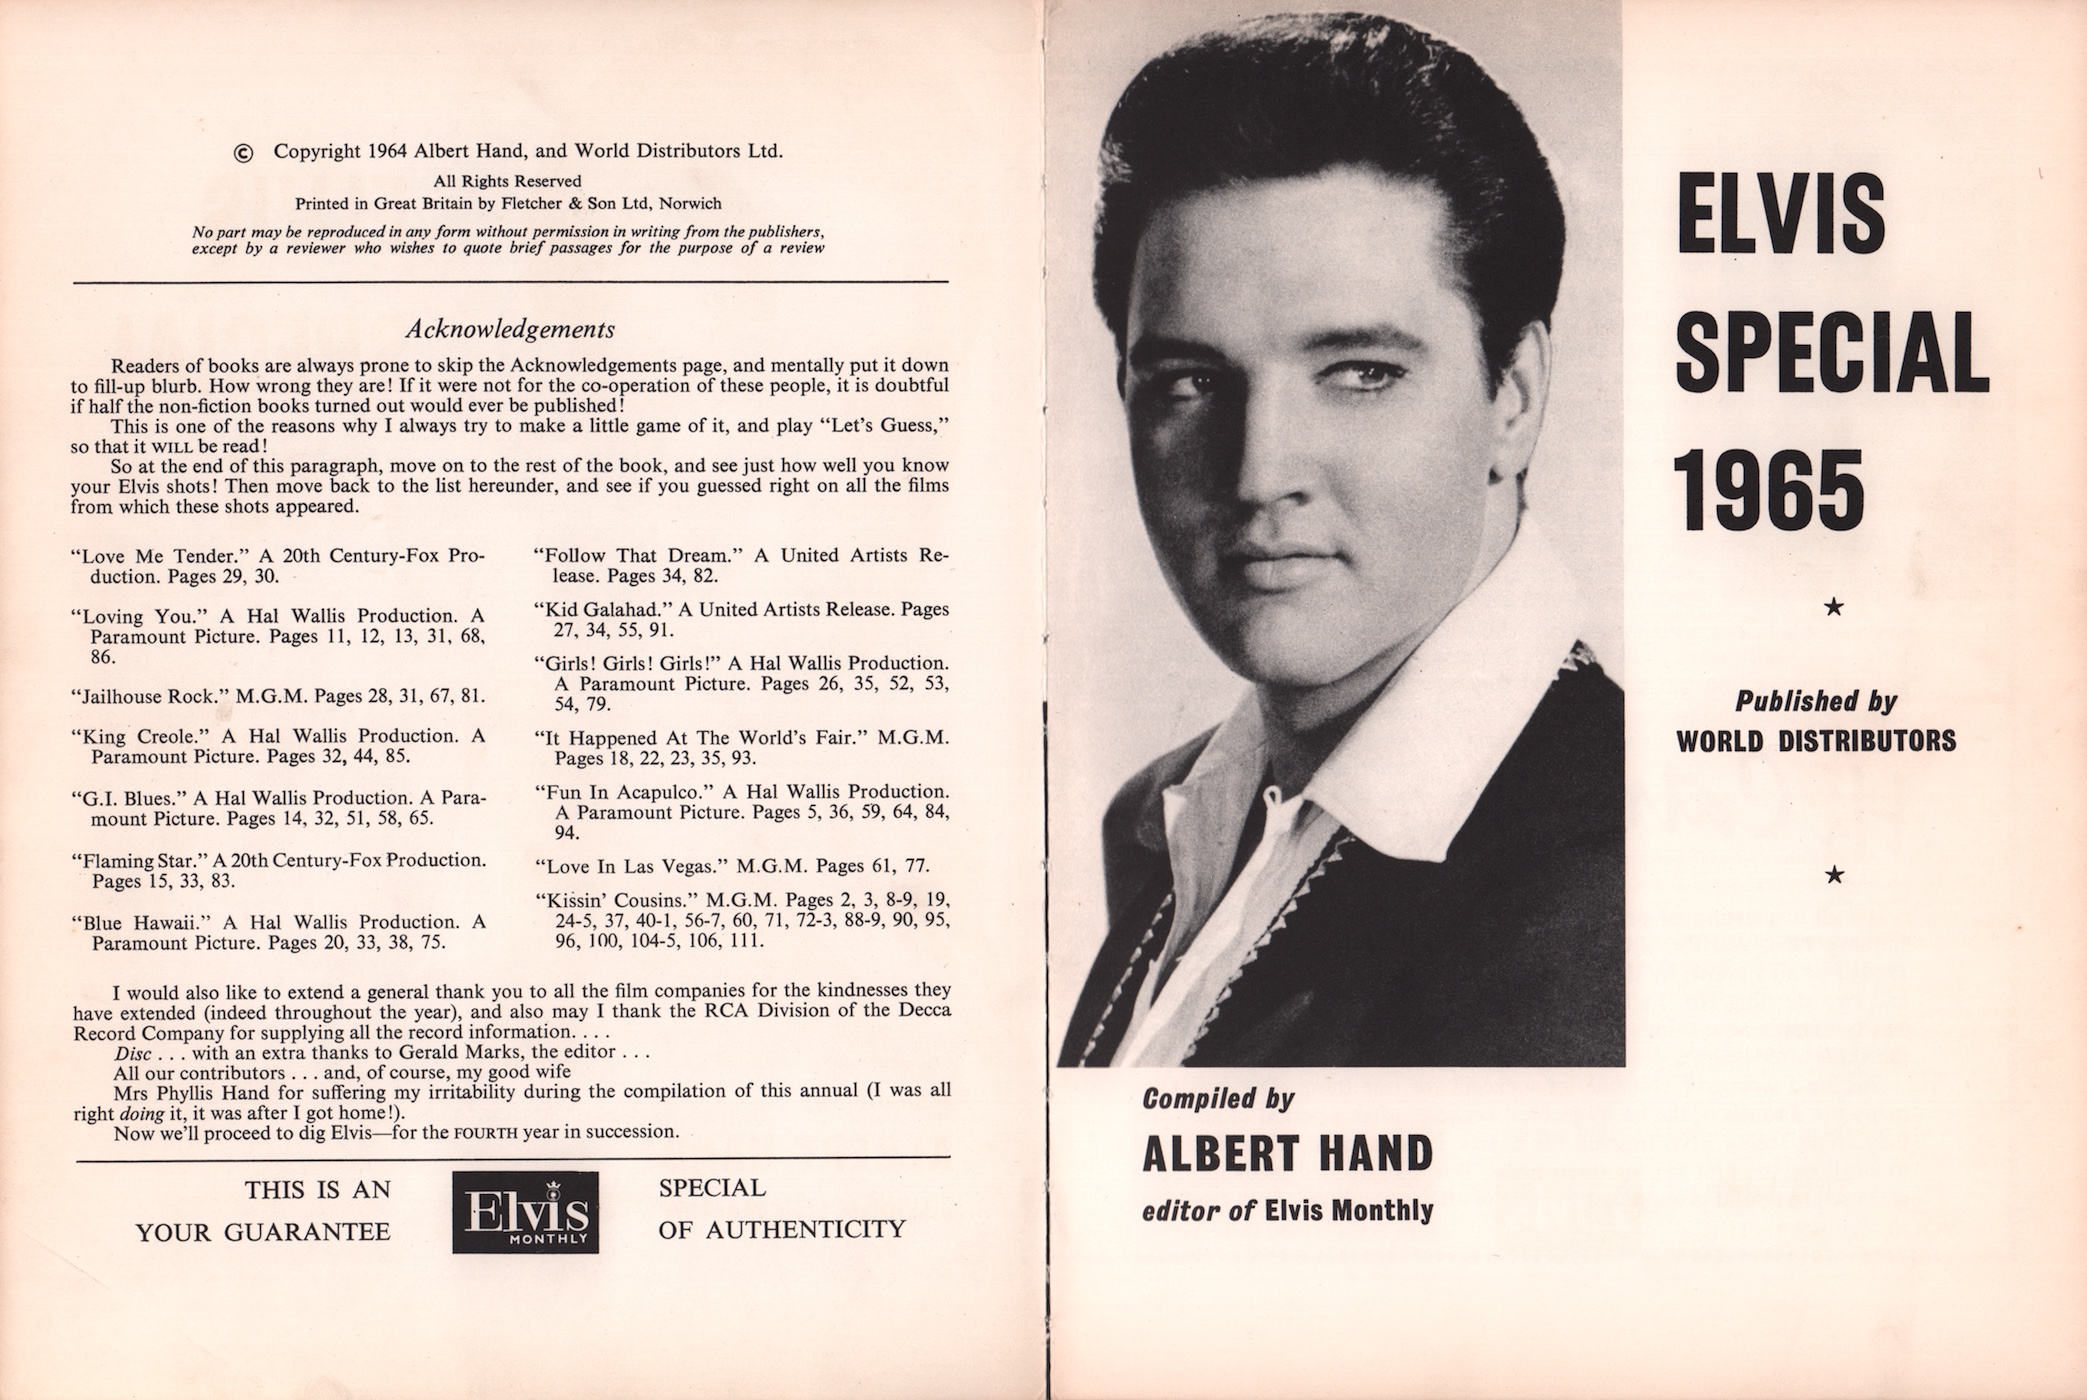 © Copyright 1964 Albert Hand, and World Distributors Ltd.
All Rights Reserved
Printed in Great Britain by Fletcher & Son Ltd, Norwich
No part may be reproduced in any form without permission in writing from the publishers,
except by a reviewer who wishes to quote brief passages for the purpose of a review
Acknowledgements
Readers of books are always prone to skip the Acknowledgements page, and mentally put it down
to fill-up blurb. How wrong they are! If it were not for the co-operation of these people, it is doubtful
if half the non-fiction books turned out would ever be published!
This is one of the reasons why I always try to make a little game of it, and play “Let’s Guess,”
so that it WILL be read!
So at the end of this paragraph, move on to the rest of the book, and see just how well you know
your Elvis shots! Then move back to the list hereunder, and see if you guessed right on all the films
from which these shots appeared.
“Love Me Tender.” A 20th Century-Fox Pro-
duction. Pages 29, 30.
“Loving You.” A Hal Wallis Production. A
Paramount Picture. Pages 11, 12, 13, 31, 68,
86.
“Jailhouse Rock.” M.G.M. Pages 28, 31, 67, 81.
“King Creole.” A Hal Wallis Production. A
Paramount Picture. Pages 32, 44, 85.
“G.I. Blues.” A Hal Wallis Production. A Para-
mount Picture. Pages 14, 32, 51, 58, 65.
“Flaming Star.” A 20th Century-Fox Production.
Pages 15, 33, 83.
“Blue Hawaii.” A Hal Wallis Production. A
Paramount Picture. Pages 20, 33, 38, 75.
“Follow That Dream.” A United Artists Re-
lease. Pages 34, 82.
“Kid Galahad.” A United Artists Release. Pages
27, 34, 55, 91.
“Girls! Girls! Girls!” A Hal Wallis Production.
A Paramount Picture. Pages 26, 35, 52, 53,
54, 79.
“It Happened At The World’s Fair.” M.G.M.
Pages 18, 22, 23, 35, 93.
“Fun In Acapulco.” A Hal Wallis Production.
A Paramount Picture. Pages 5, 36, 59, 64, 84,
94.
“Love In Las Vegas.” M.G.M. Pages 61, 77.
“Kissin’ Cousins.” M.G.M. Pages 2, 3, 8-9, 19,
24-5, 37, 40-1, 56-7, 60, 71, 72-3, 88-9, 90, 95,
96, 100, 104-5, 106, 111.
I would also like to extend a general thank you to all the film companies for the kindnesses they
have extended (indeed throughout the year), and also may I thank the RCA Division of the Decca
Record Company for supplying all the record information. . . .
Disc . . . with an extra thanks to Gerald Marks, the editor . . .
All our contributors . . . and, of course, my good wife
Mrs Phyllis Hand for suffering my irritability during the compilation of this annual (I was all
right doing it, it was after I got home!).
Now we’ll proceed to dig Elvis—for the FOURTH year in succession.
THIS IS AN Elvis SPECIAL
YOUR GUARANTEE MONTHLY OF AUTHENTICITY
ELVIS
SPECIAL
1965
Published by
WORLD DISTRIBUTORS
Compiled by
ALBERT HAND
editor of Elvis Monthly